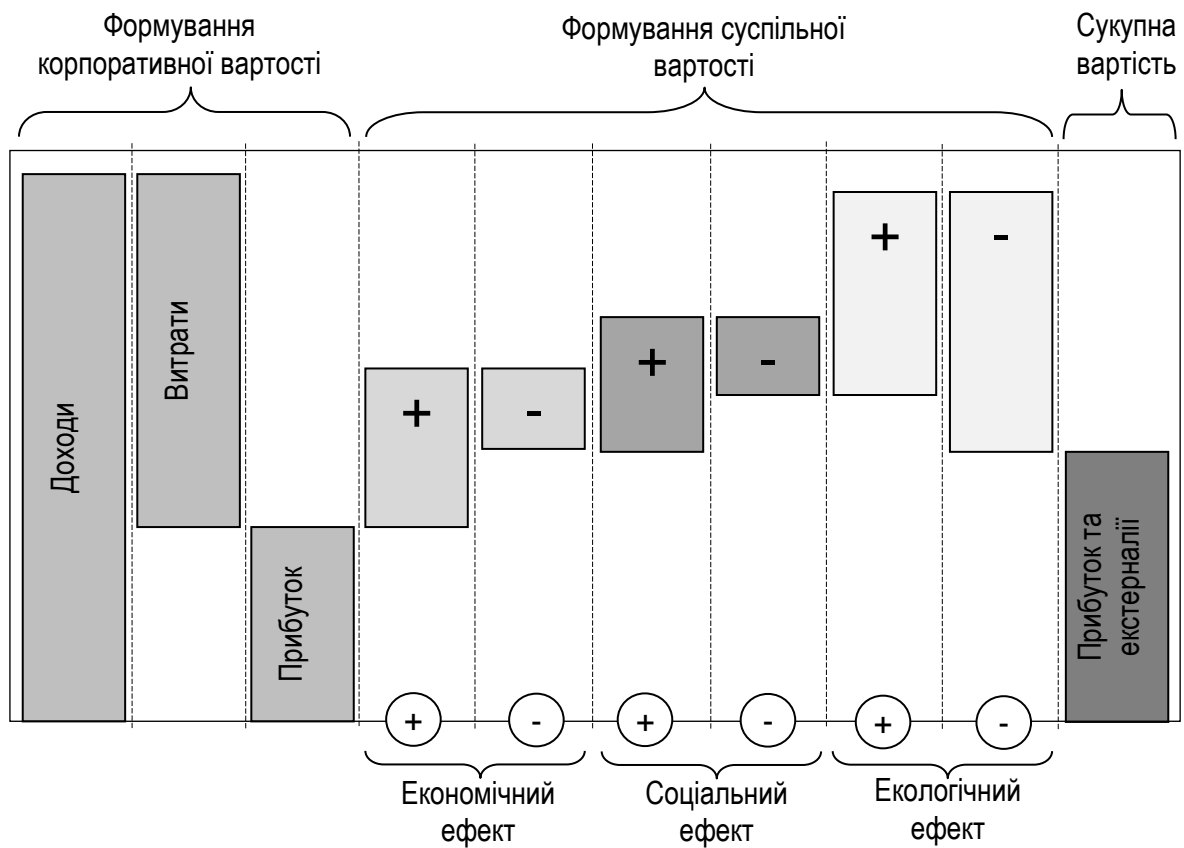 Формування
корпоративної вартості
Формування суспільної
вартості
Сукупна
вартість
Доходи
Витрати
Прибуток
+
-
+
-
+
-
Прибуток та
екстерналії
+
-
+
-
+
-
Економічний
ефект
Соціальний
ефект
Екологічний
ефект